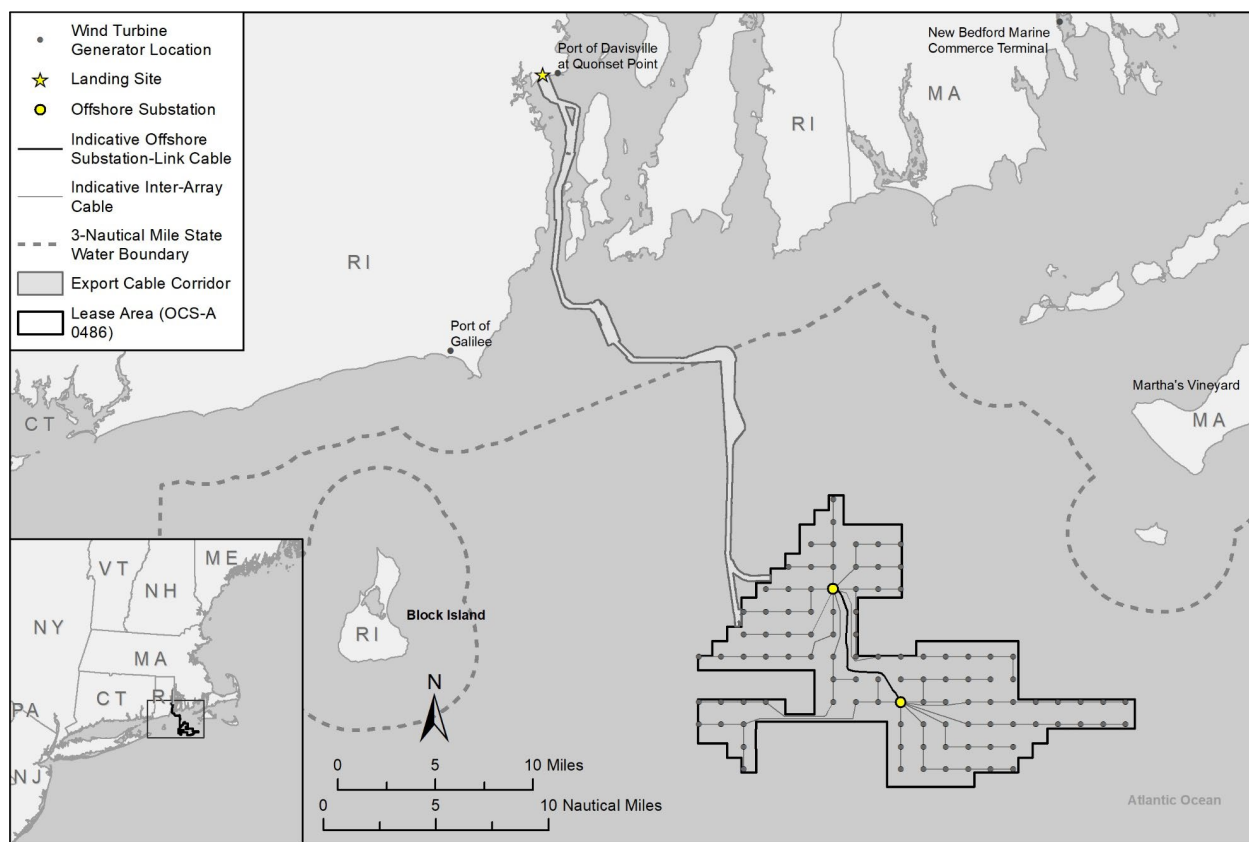 Wind Turbine
Generator Location
Landing Site
Offshore Substation
Indicative Offshore
Substation-Link Cable
Indicative Inter-Array
Cable
3-Nautical Mile State
Water Boundary
Export Cable Corridor
Lease Area (OCS-A
0486)
Port of Davisville
at Quonset Point
New Bedford Marine
Commerce Terminal
MA
RI
RI
Port of
Galilee
Martha's Vineyard
MA
CT
Block Island
RI
N
0 5 10 Miles
0 5 10 Nautical Miles
Atlantic Ocean
ME
VT
NH
NY
MA
CT
R
PA
NJ